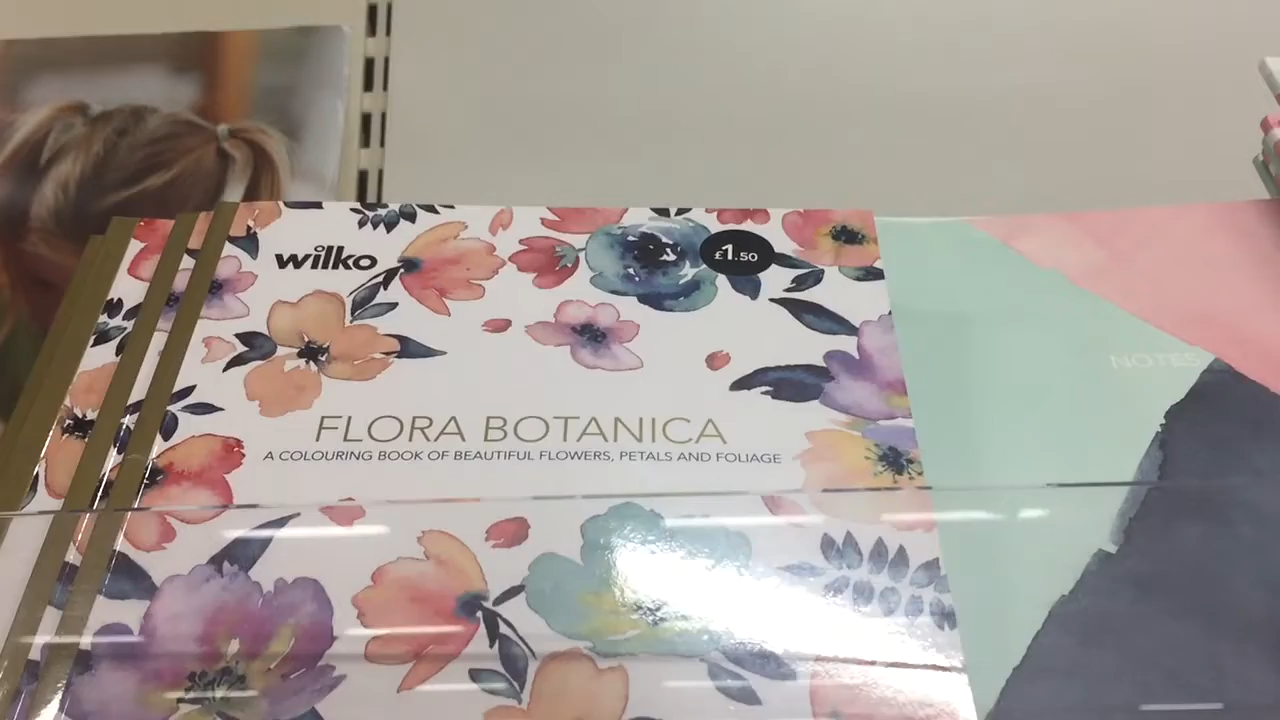 wilko
£1.50
FLORA BOTANICA
A COLOURING BOOK OF BEAUTIFUL FLOWERS, PETALS AND FOLIAGE
NOTES